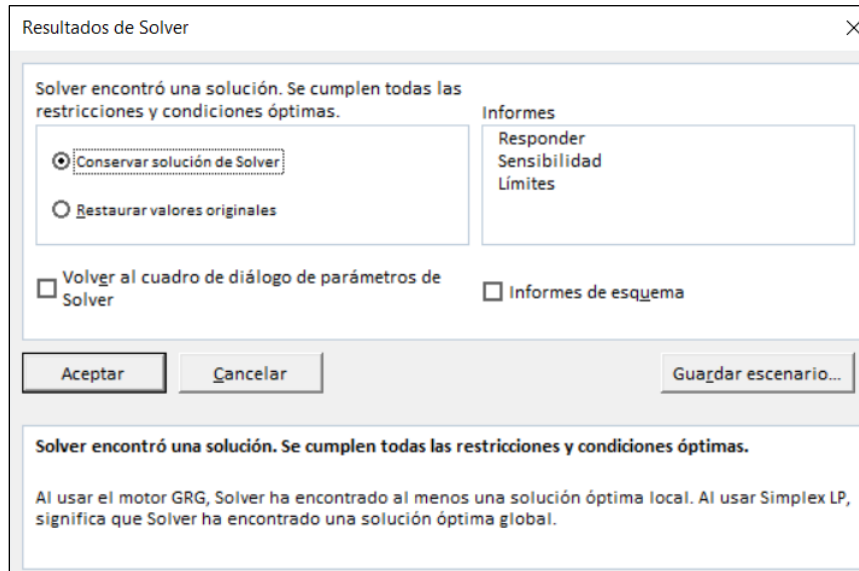 Resultados de Solver
Solver encontró una solución. Se cumplen todas las
restricciones y condiciones óptimas.
Conservar solución de Solver
Restaurar valores originales
Volver al cuadro de diálogo de parámetros de
Solver
Informes
Responder
Sensibilidad
Límites
Informes de esquema
Aceptar
Cancelar
Guardar escenario...
Solver encontró una solución. Se cumplen todas las restricciones y condiciones óptimas.
Al usar el motor GRG, Solver ha encontrado al menos una solución óptima local. Al usar Simplex LP,
significa que Solver ha encontrado una solución óptima global.